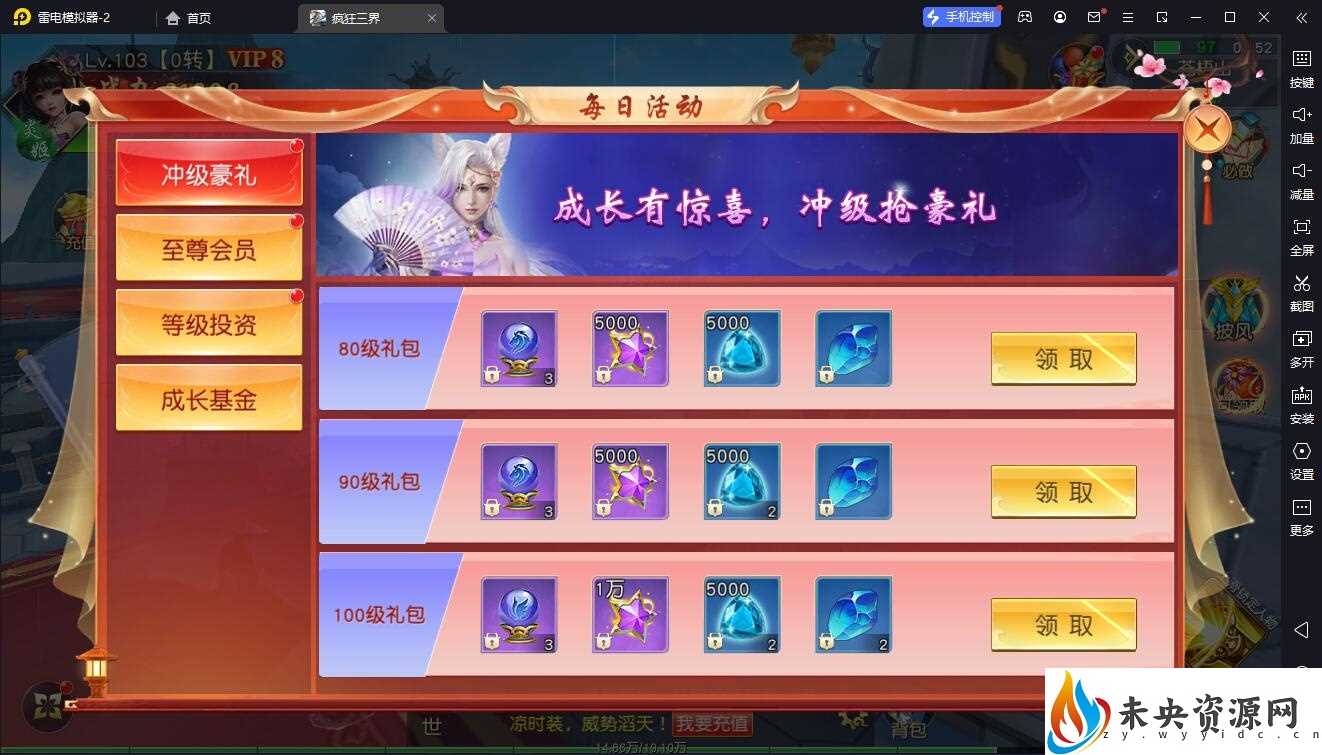 雷电模拟器-2
首页
疯狂三界
手机控制
Lv.103【0转】VIP 8
97 0 52
每日活动
按键
加量
减量
全屏
截图
多开
安装
设置
更多
必做
充值
披风
冲级豪礼
至尊会员
等级投资
成长基金
成长有惊喜，冲级抢豪礼
80级礼包
3
5000
5000
领取
90级礼包
3
5000
5000
2
领取
100级礼包
3
1万
5000
2
2
领取
世
凉时装，威势滔天！我要充值
背包
APK
未央资源网
zy.wyyidc.cn